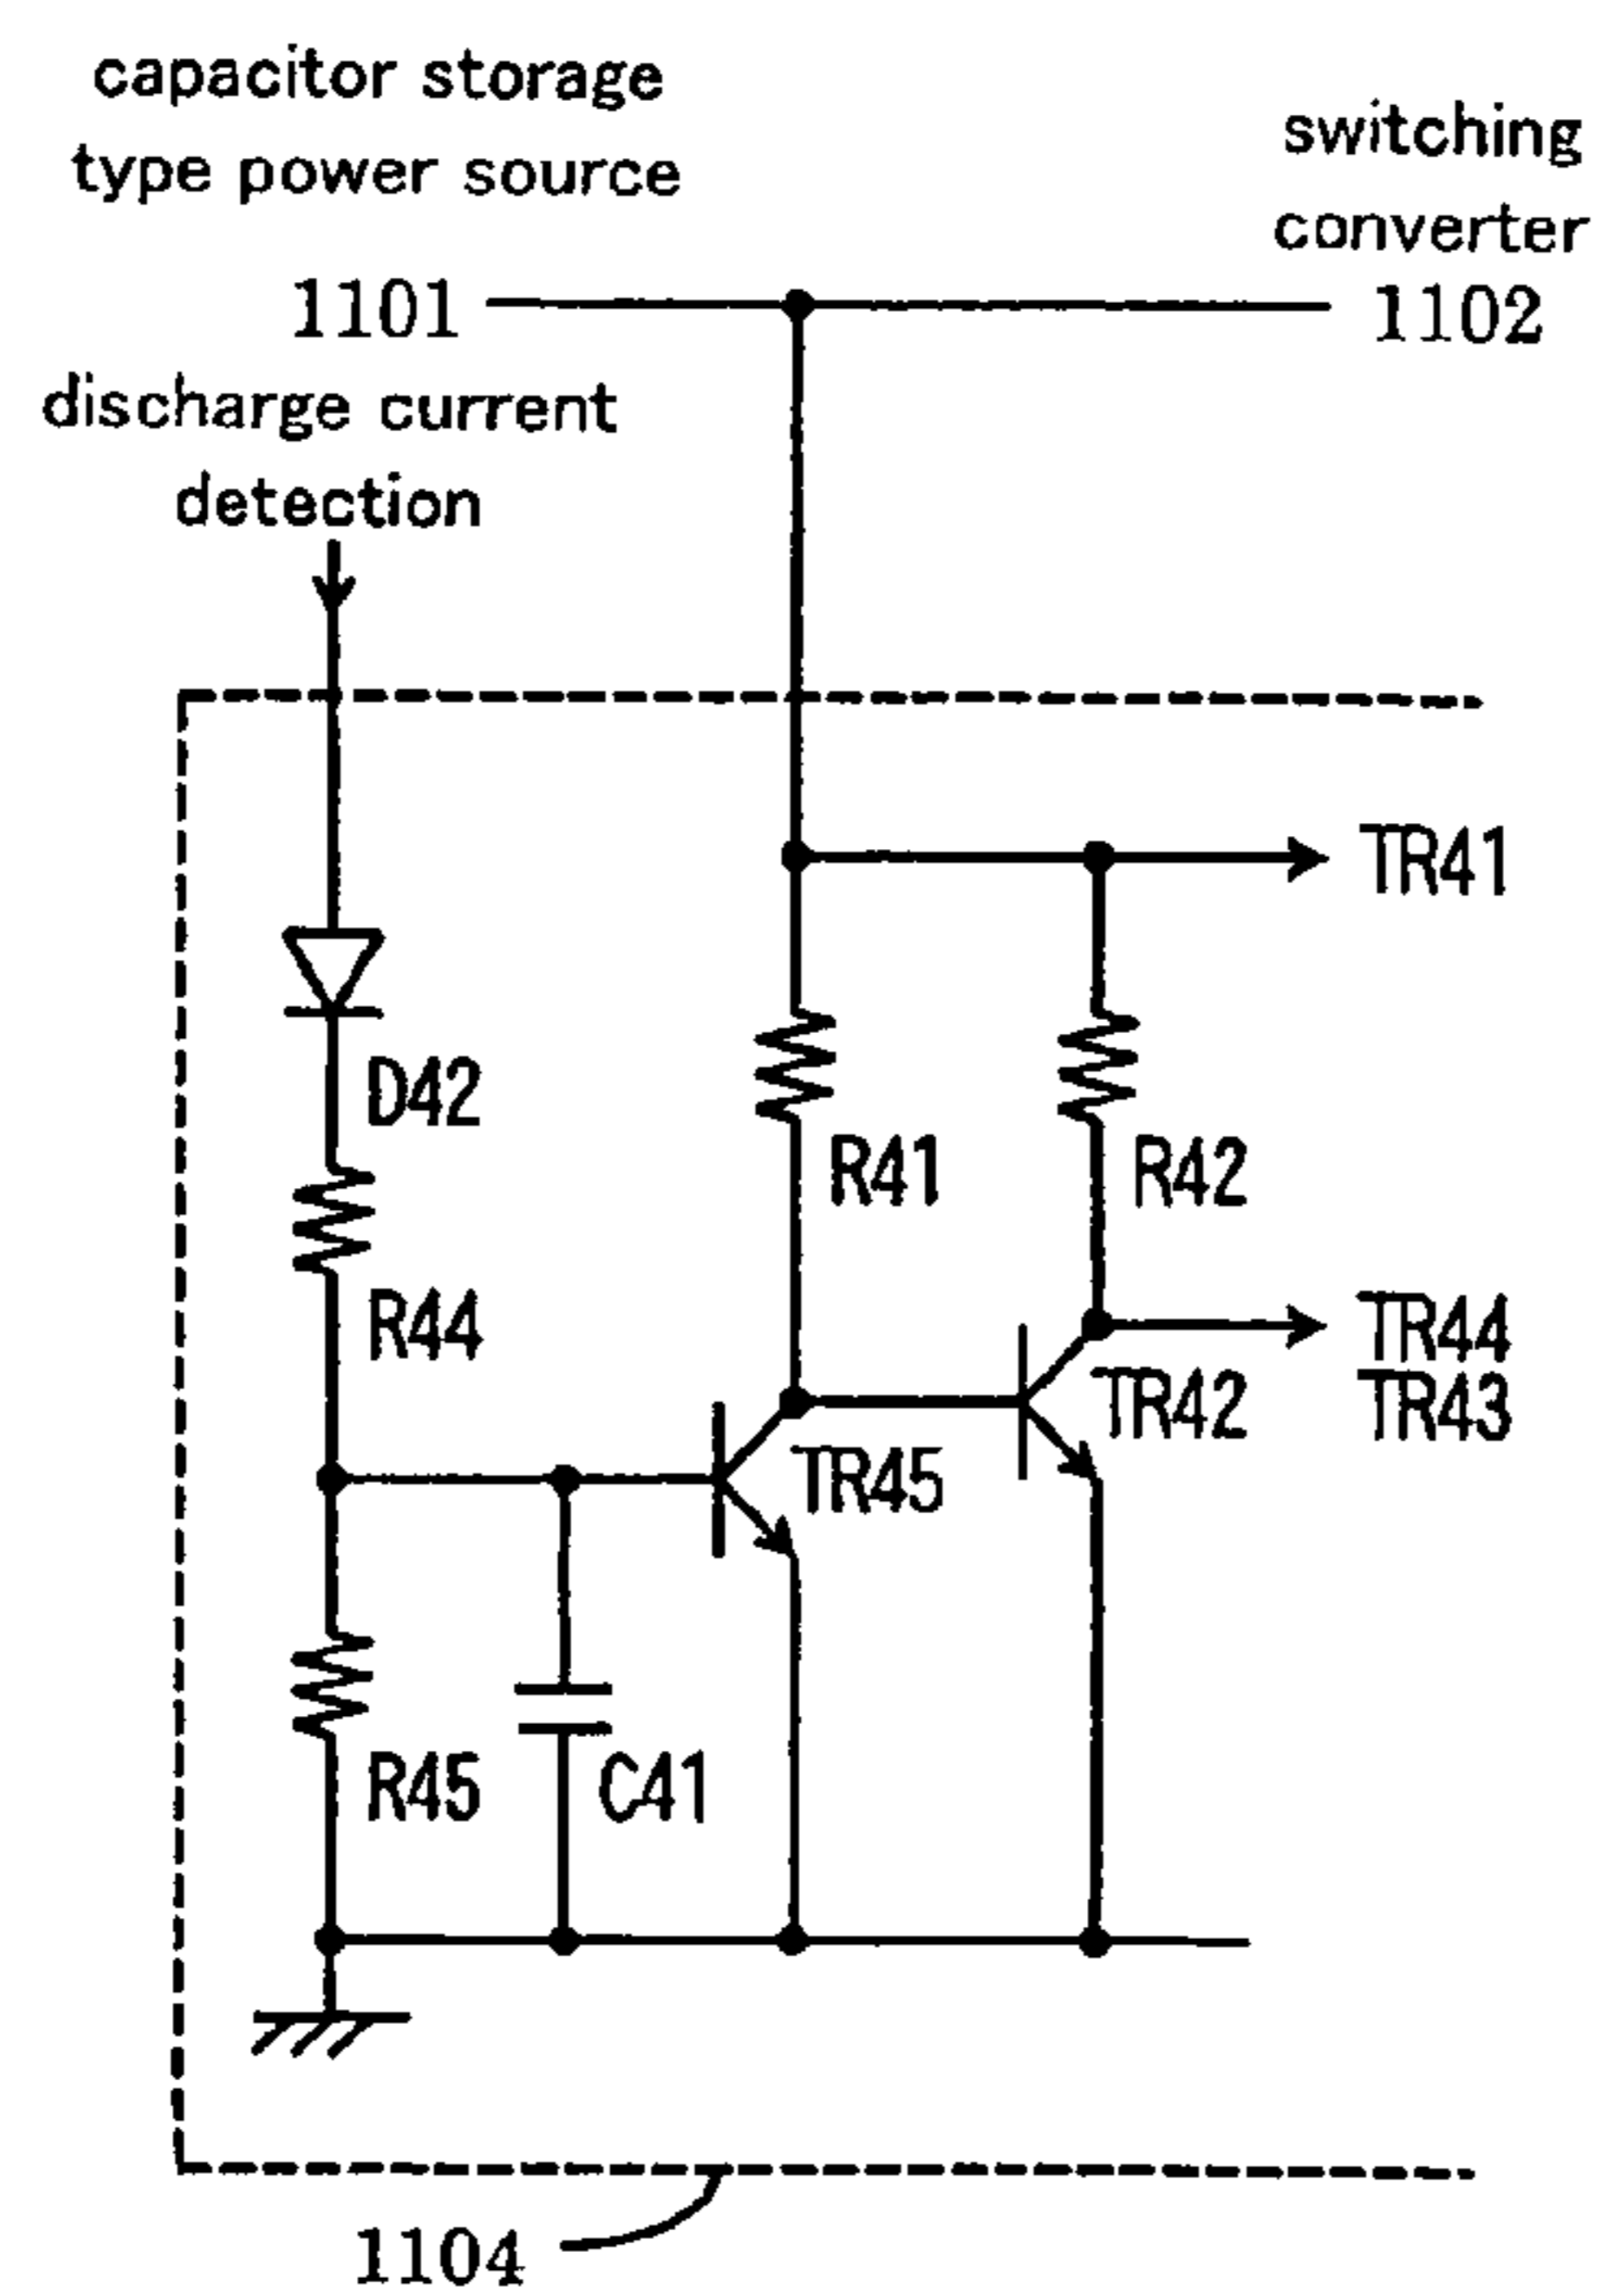 capacitor storage
type power source
1101
switching
converter
1102
discharge current
detection
TR41
D42
R41
R42
R44
TR44
TR43
TR42
TR45
R45
C41
1104